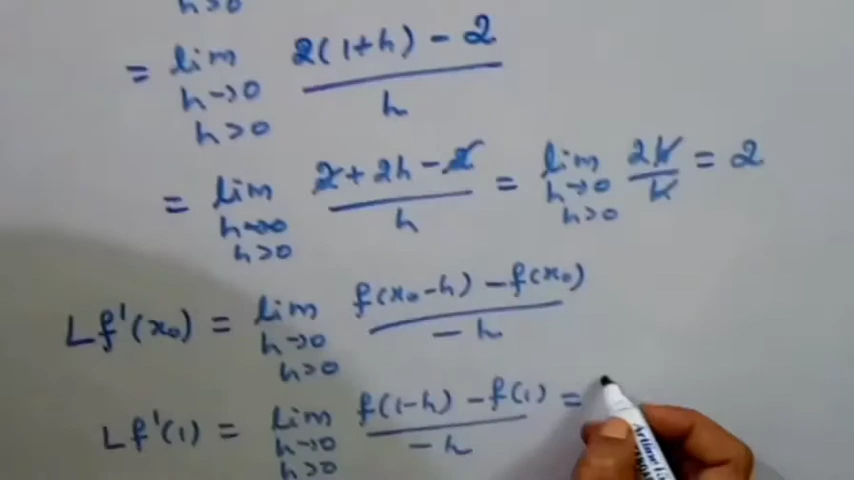 h>0
= lim h→0 h>0 (2(1+h) - 2)/h
= lim h→0 h>0 (2 + 2h - 2)/h = lim h→0 h>0 2h/h = 2
Lf'(x₀) = lim h→0 h>0 (f(x₀-h) - f(x₀))/(-h)
Lf'(1) = lim h→0 h>0 (f(1-h) - f(1))/(-h) =